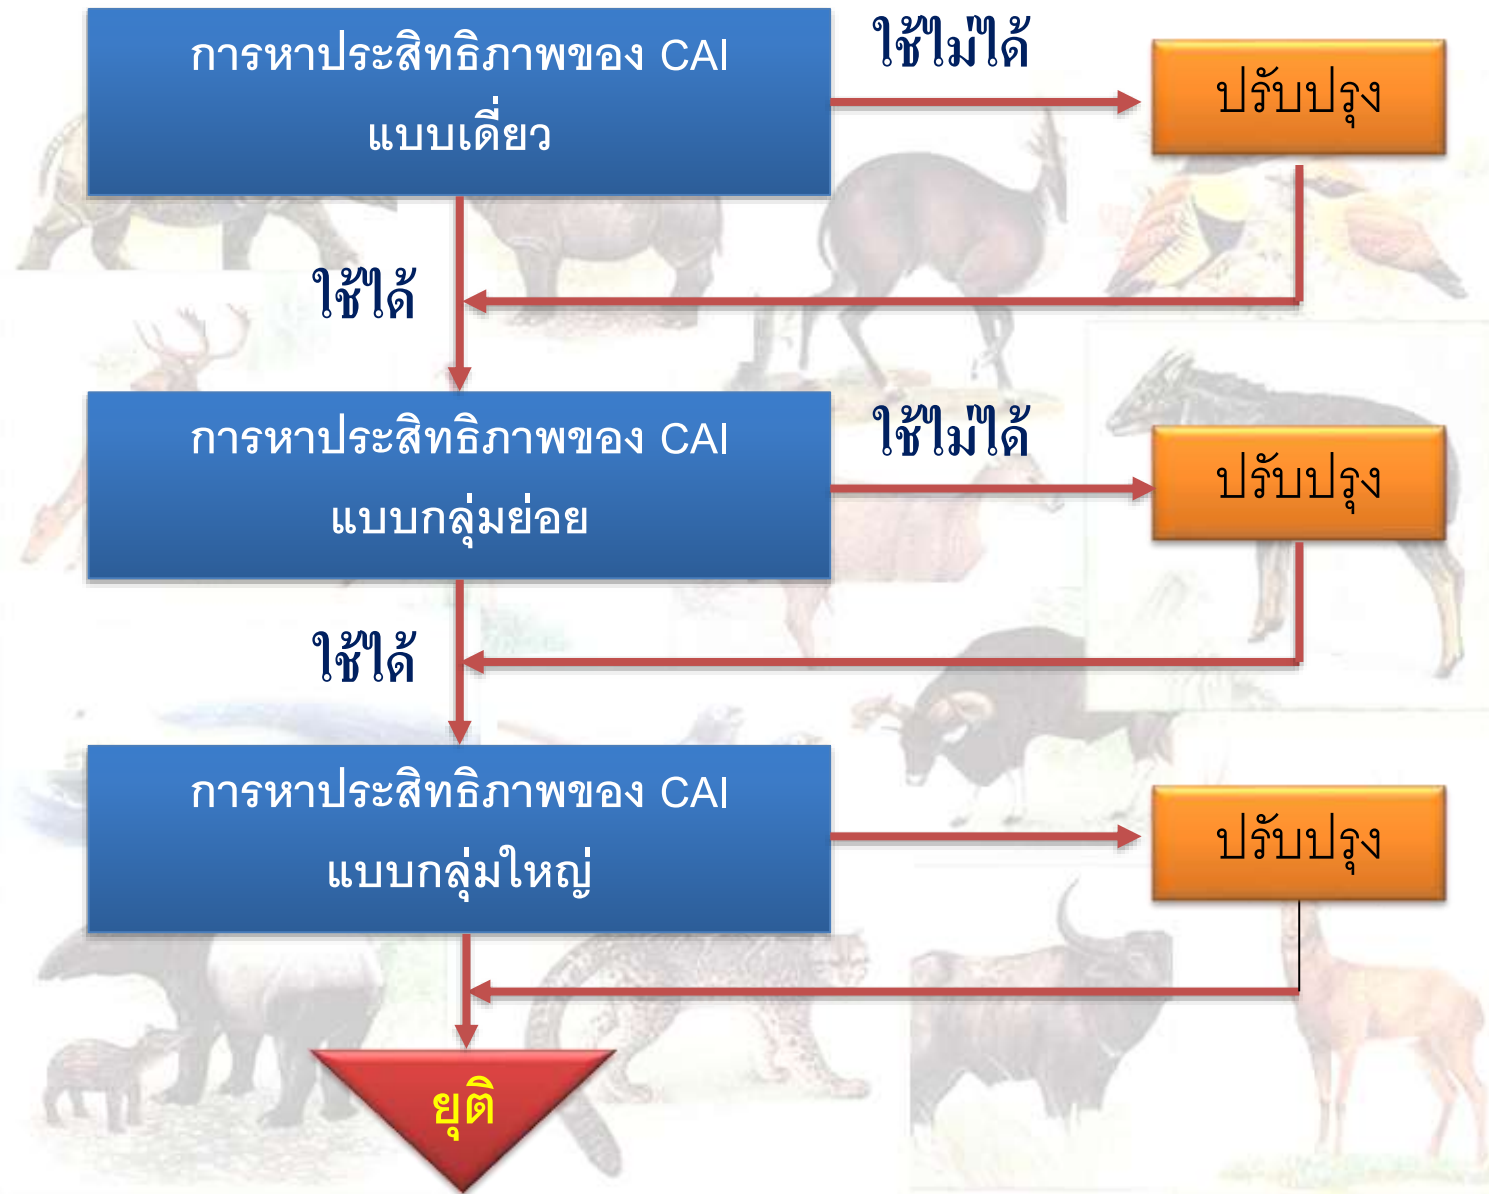 การหาประสิทธิภาพของ CAI
แบบเดี่ยว
ใช้ไม่ได้
ปรับปรุง
ใช้ได้
การหาประสิทธิภาพของ CAI
แบบกลุ่มย่อย
ใช้ไม่ได้
ปรับปรุง
ใช้ได้
การหาประสิทธิภาพของ CAI
แบบกลุ่มใหญ่
ปรับปรุง
ยุติ